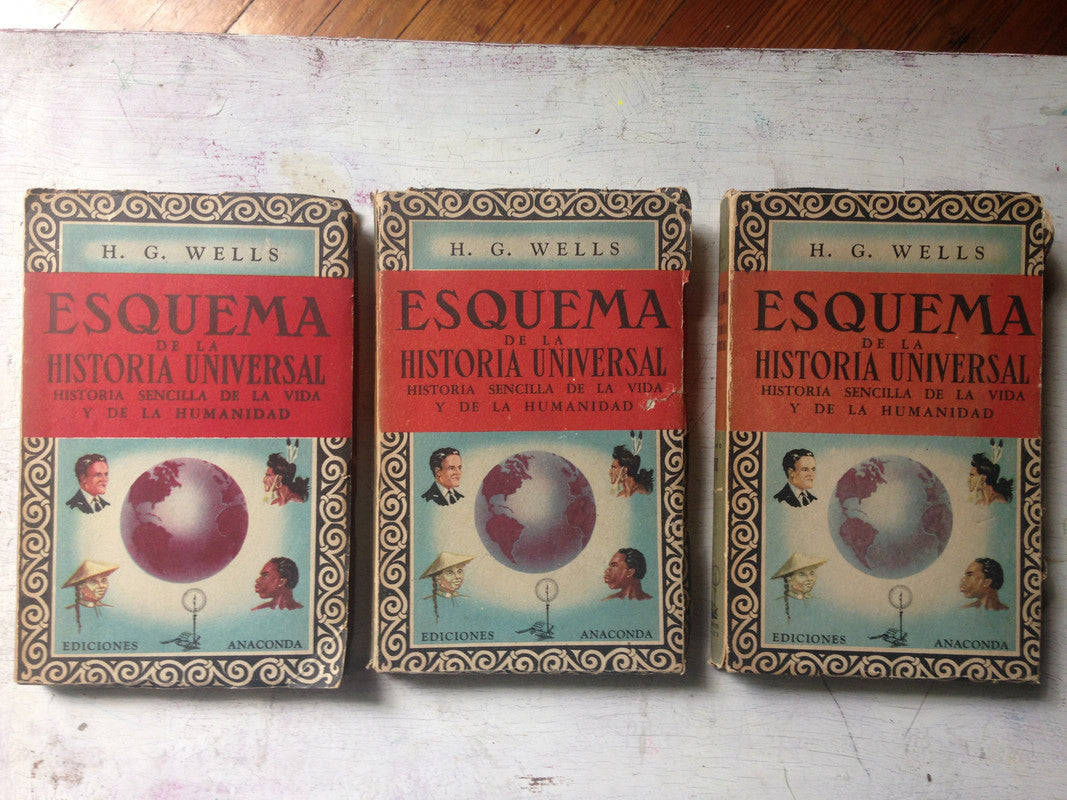 H. G. WELLS
ESQUEMA
DE LA
HISTORIA UNIVERSAL
HISTORIA SENCILLA DE LA VIDA
Y DE LA HUMANIDAD
EDICIONES ANACONDA
H. G. WELLS
ESQUEMA
DE LA
HISTORIA UNIVERSAL
HISTORIA SENCILLA DE LA VIDA
Y DE LA HUMANIDAD
EDICIONES ANACONDA
H. G. WELLS
ESQUEMA
DE LA
HISTORIA UNIVERSAL
HISTORIA SENCILLA DE LA VIDA
Y DE LA HUMANIDAD
EDICIONES ANACONDA